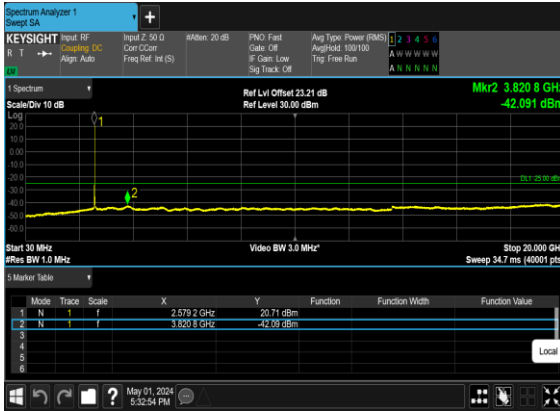 Spectrum Analyzer 1
Swept SA
+
KEYSIGHT Input: RF Input Z: 50 Ω #Atten: 20 dB PNO: Fast Avg Type: Power (RMS) 1 2 3 4 5 6
R T Coupling: DC Corr CCorr Gate: Off Avg|Hold: 100/100 A W W W W W
Align: Auto Freq Ref: Int (S) IF Gain: Low Trig: Free Run
LW Sig Track: Off A N N N N N
1 Spectrum Ref Lvl Offset 23.21 dB Mkr2 3.820 8 GHz
Scale/Div 10 dB Ref Level 30.00 dBm -42.091 dBm
Log
20.0
10.0
0.00
-10.0
-20.0
-30.0
-40.0
-50.0
-60.0
1
2
DL1 -25.00 dBm
Start 30 MHz Video BW 3.0 MHz* Stop 20.000 GHz
#Res BW 1.0 MHz Sweep 34.7 ms (40001 pts)
5 Marker Table
Mode Trace Scale X Y Function Function Width Function Value
1 N 1 f 2.579 2 GHz 20.71 dBm
2 N 1 f 3.820 8 GHz -42.09 dBm
3
4
5
6
Local
? May 01, 2024
5:32:54 PM